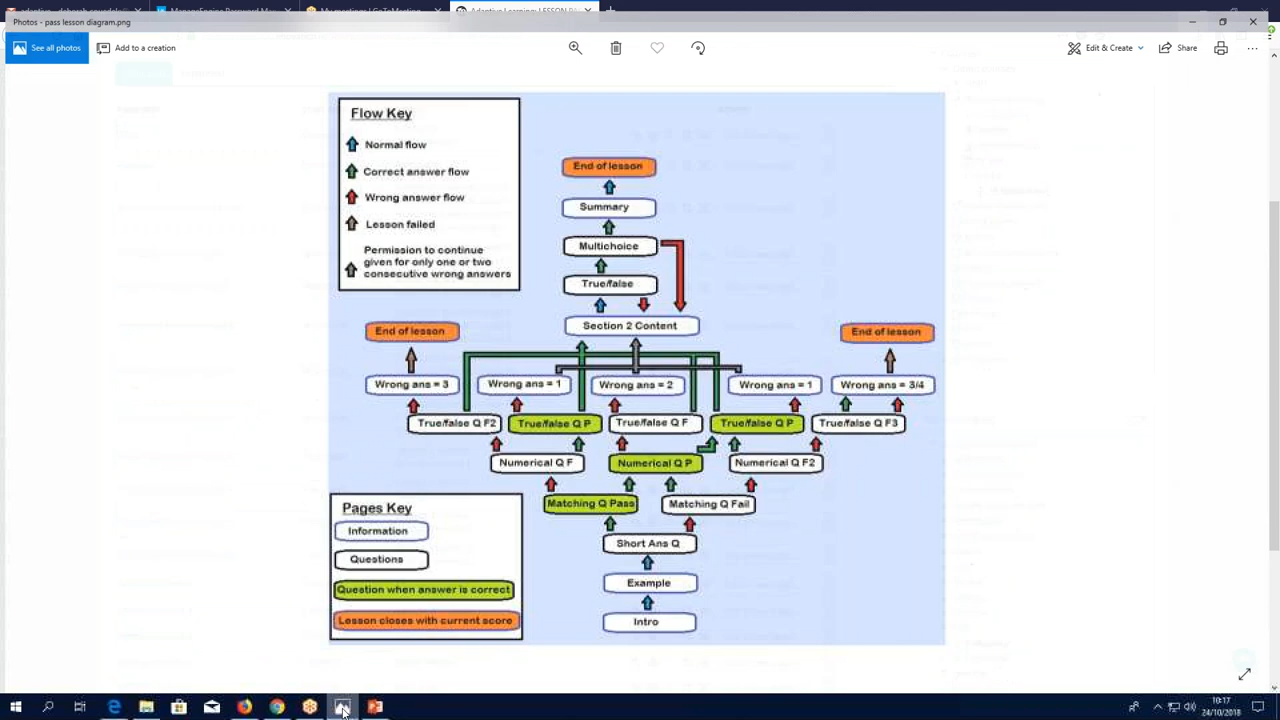 Photos - pass lesson diagram.png
See all photos
Add to a creation
Edit & Create
Share
Flow Key
Normal flow
Correct answer flow
Wrong answer flow
Lesson failed
Permission to continue
given for only one or two
consecutive wrong answers
End of lesson
Summary
Multichoice
True/false
Section 2 Content
End of lesson
End of lesson
Wrong ans = 3
Wrong ans = 1
Wrong ans = 2
Wrong ans = 1
Wrong ans = 3/4
True/false Q F2
True/false Q P
True/false Q F
True/false Q P
True/false Q F3
Numerical Q F
Numerical Q P
Numerical Q F2
Matching Q Pass
Matching Q Fail
Short Ans Q
Example
Intro
Pages Key
Information
Questions
Question when answer is correct
Lesson closes with current score
10:17
24/10/2018